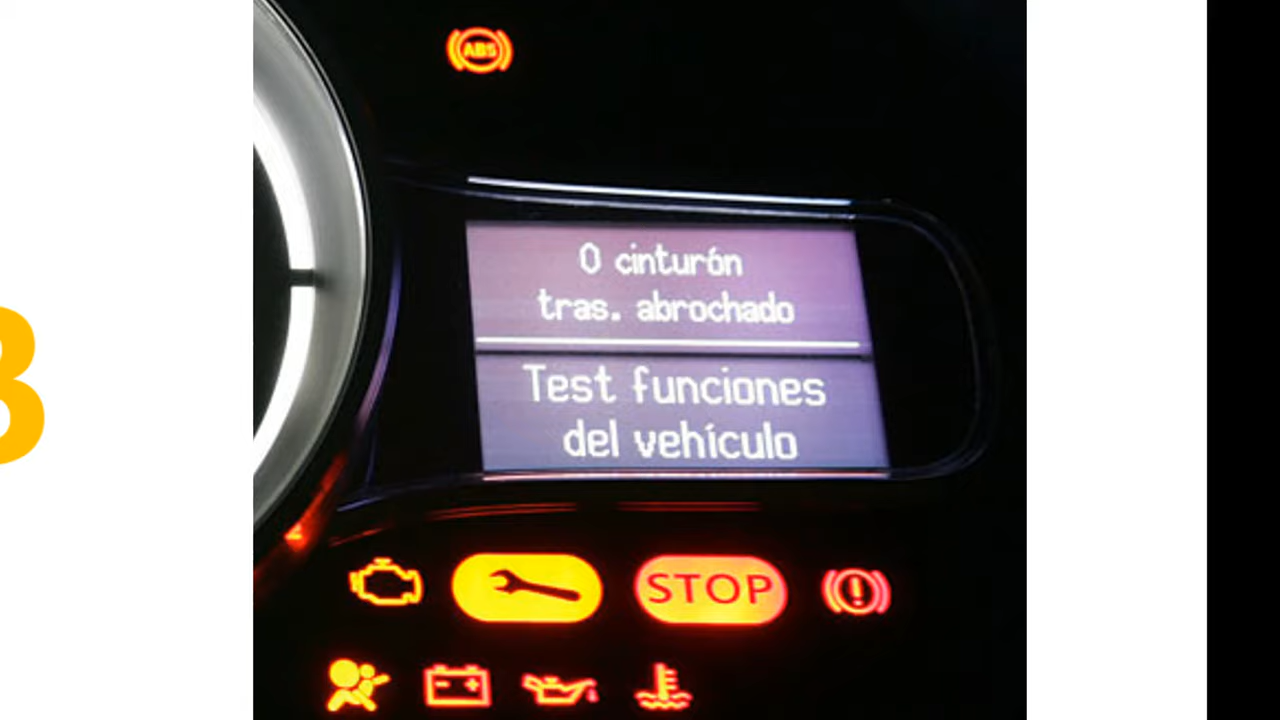 ABS
0 cinturón
tras. abrochado
Test funciones
del vehículo
STOP